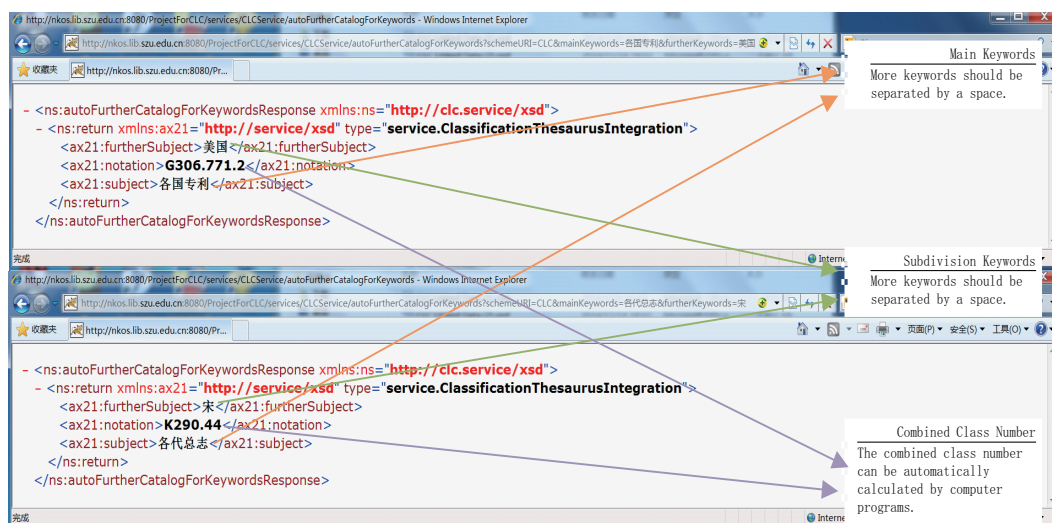 http://nkos.lib.szu.edu.cn:8080/ProjectForCLC/services/CLCService/autoFurtherCatalogForKeywords - Windows Internet Explorer
http://nkos.lib.szu.edu.cn:8080/ProjectForCLC/services/CLCService/autoFurtherCatalogForKeywords?schemeURI=CLC&mainKeywords=各国专利&furtherKeywords=美国
收藏夹 http://nkos.lib.szu.edu.cn:8080/Pr...
Main Keywords
More keywords should be
separated by a space.
- <ns:autoFurtherCatalogForKeywordsResponse xmlns:ns="http://clc.service/xsd">
- <ns:return xmlns:ax21="http://service/xsd" type="service.ClassificationThesaurusIntegration">
<ax21:furtherSubject>美国</ax21:furtherSubject>
<ax21:notation>G306.771.2</ax21:notation>
<ax21:subject>各国专利</ax21:subject>
</ns:return>
</ns:autoFurtherCatalogForKeywordsResponse>
完成 Interne
Subdivision Keywords
More keywords should be
separated by a space.
http://nkos.lib.szu.edu.cn:8080/ProjectForCLC/services/CLCService/autoFurtherCatalogForKeywords - Windows Internet Explorer
http://nkos.lib.szu.edu.cn:8080/ProjectForCLC/services/CLCService/autoFurtherCatalogForKeywords?schemeURI=CLC&mainKeywords=各代总志&furtherKeywords=宋
收藏夹 http://nkos.lib.szu.edu.cn:8080/Pr... 页面(P) 安全(S) 工具(O)
- <ns:autoFurtherCatalogForKeywordsResponse xmlns:ns="http://clc.service/xsd">
- <ns:return xmlns:ax21="http://service/xsd" type="service.ClassificationThesaurusIntegration">
<ax21:furtherSubject>宋</ax21:furtherSubject>
<ax21:notation>K290.44</ax21:notation>
<ax21:subject>各代总志</ax21:subject>
</ns:return>
</ns:autoFurtherCatalogForKeywordsResponse>
Combined Class Number
The combined class number
can be automatically
calculated by computer
programs.
完成 Interne